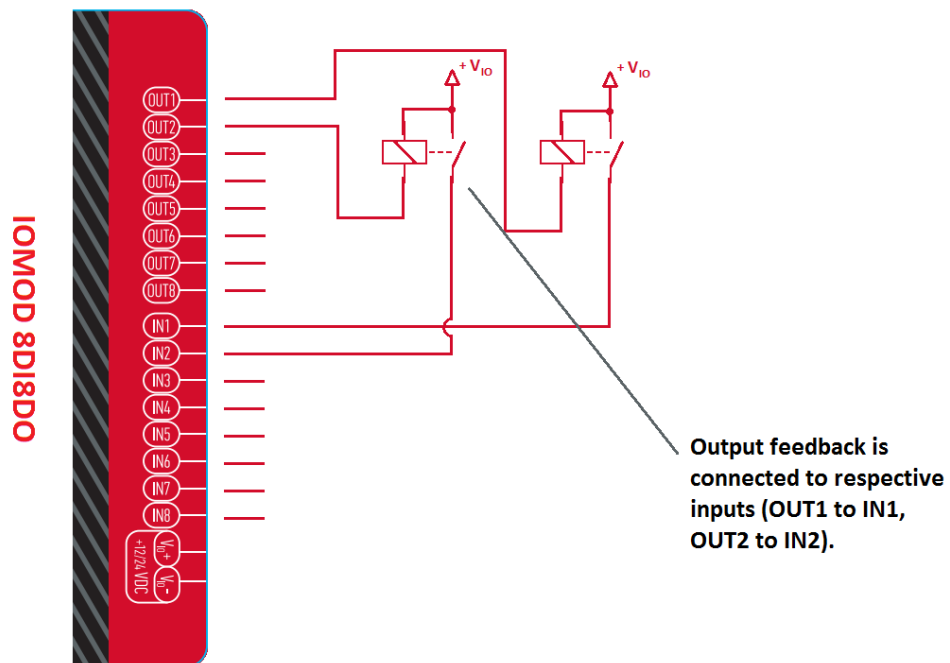 IOMOD 8DI8DO
OUT1
OUT2
OUT3
OUT4
OUT5
OUT6
OUT7
OUT8
IN1
IN2
IN3
IN4
IN5
IN6
IN7
IN8
VIO+
VIO-
+12/24 VDC
+ VIO
+ VIO
Output feedback is
connected to respective
inputs (OUT1 to IN1,
OUT2 to IN2).